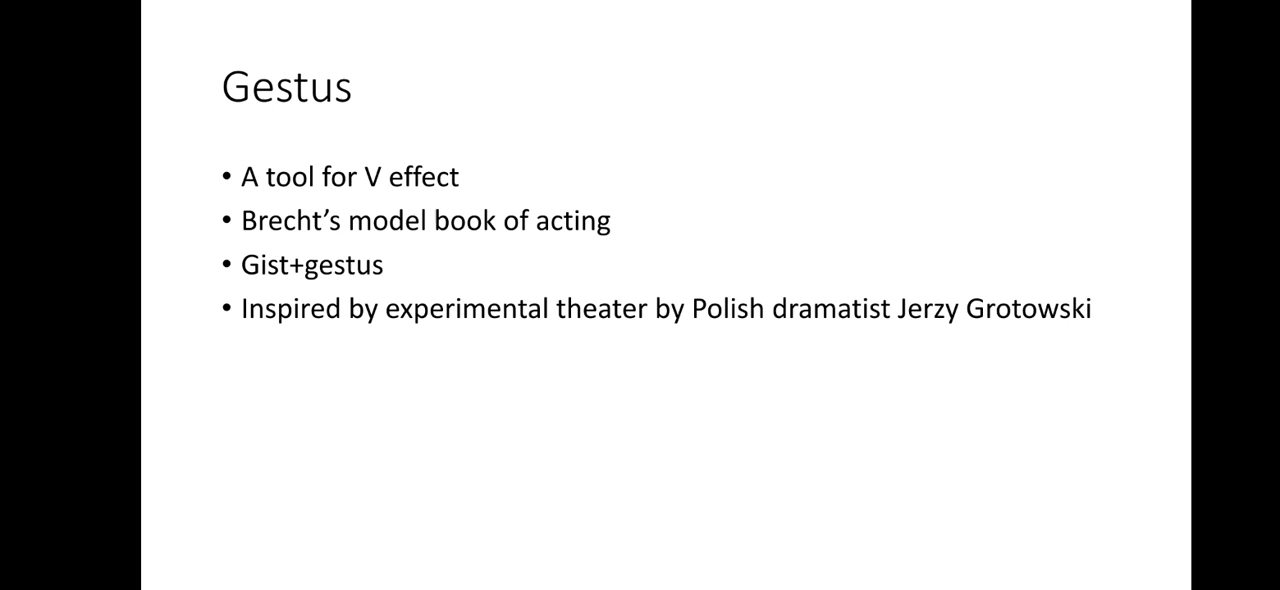 Gestus
• A tool for V effect
• Brecht’s model book of acting
• Gist+gestus
• Inspired by experimental theater by Polish dramatist Jerzy Grotowski